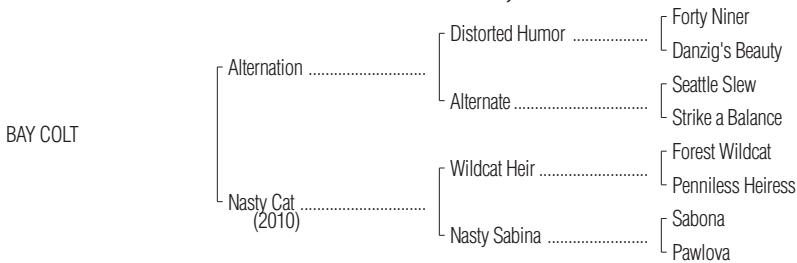 Forty Niner
Distorted Humor ..................
Danzig's Beauty
Alternation ............................
Seattle Slew
Alternate ................................
Strike a Balance
BAY COLT
Forest Wildcat
Wildcat Heir ..........................
Penniless Heiress
Nasty Cat ..............................
(2010)
Sabona
Nasty Sabina ........................
Pawlova